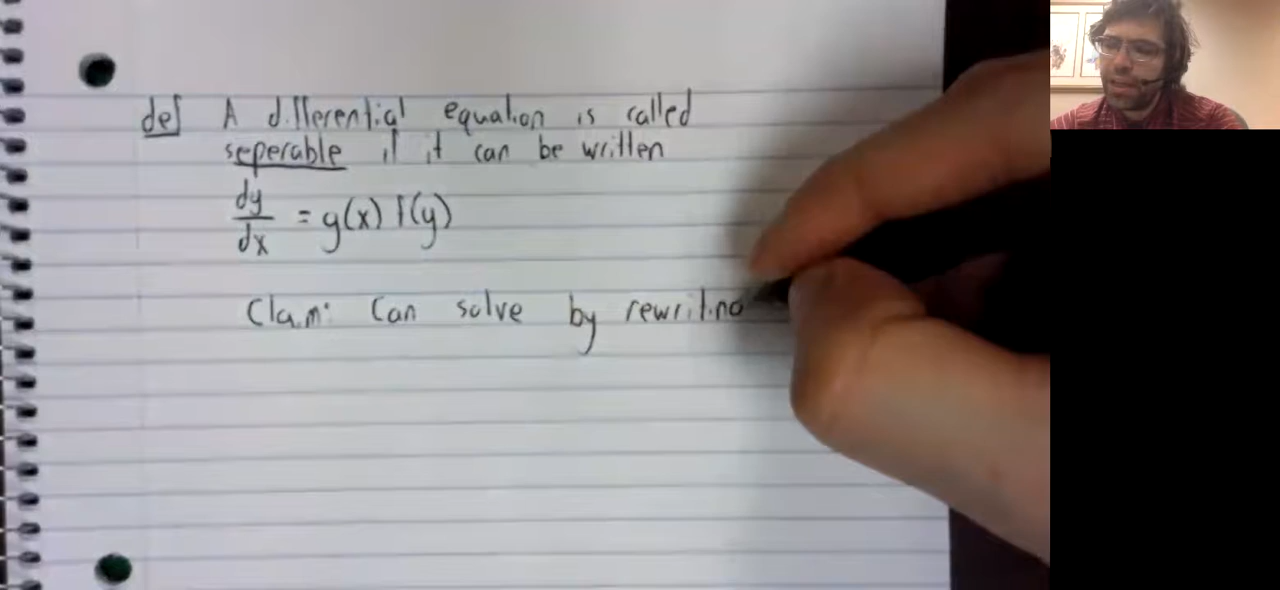 def A differential equation is called
seperable if it can be written
dy/dx = g(x) f(y)
Claim: Can solve by rewriting